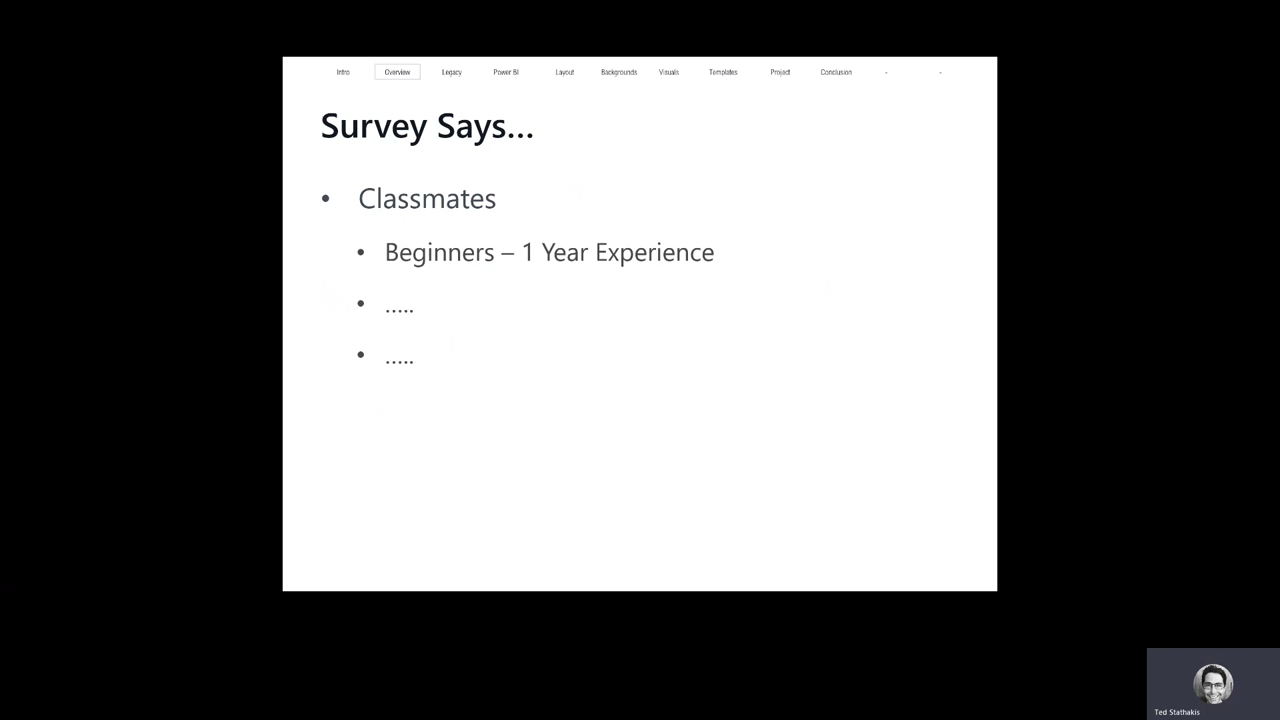 Intro Overview Legacy Power BI Layout Backgrounds Visuals Templates Project Conclusion - -
Survey Says...
• Classmates
• Beginners – 1 Year Experience
• .....
• .....
Ted Stathakis